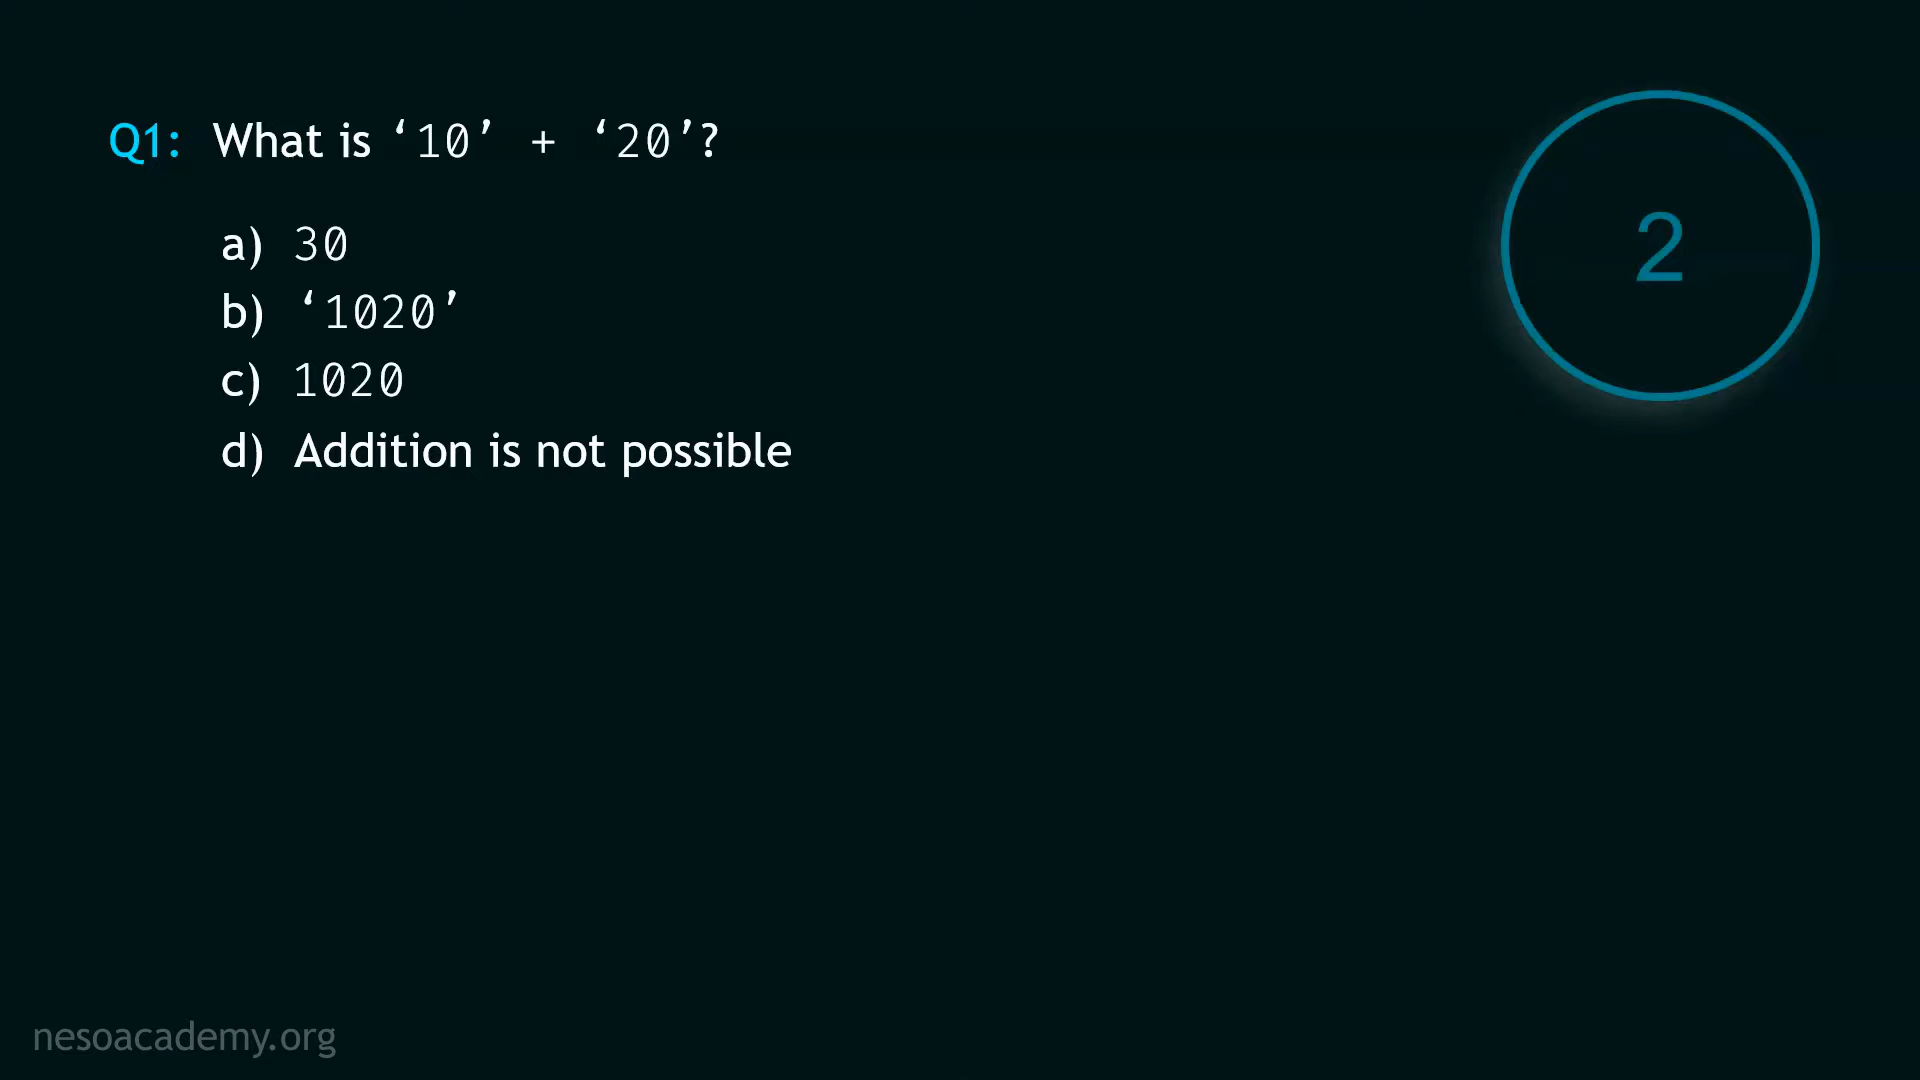 Q1: What is ‘10’ + ‘20’?
2
a) 30
b) ‘1020’
c) 1020
d) Addition is not possible
nesoacademy.org